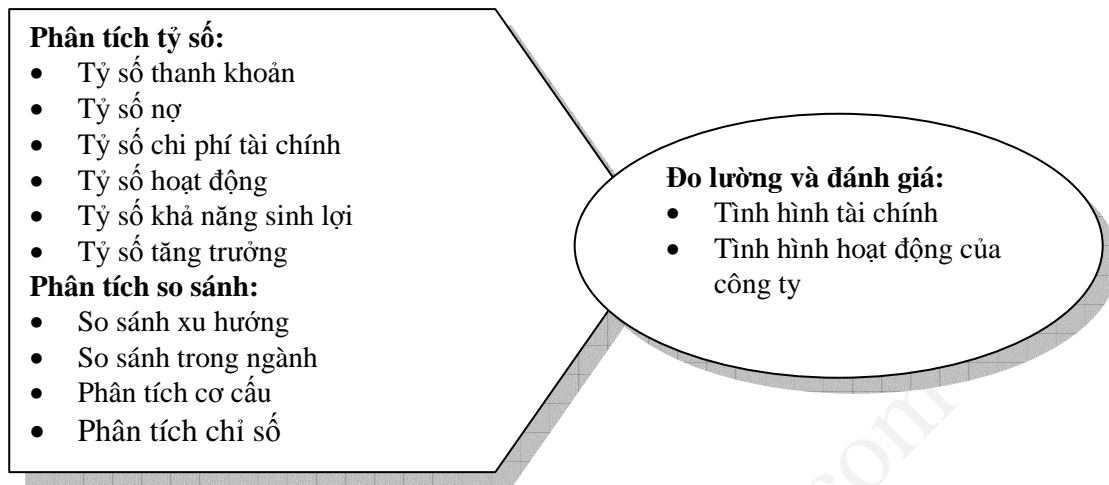 Phân tích tỷ số:
• Tỷ số thanh khoản
• Tỷ số nợ
• Tỷ số chi phí tài chính
• Tỷ số hoạt động
• Tỷ số khả năng sinh lợi
• Tỷ số tăng trưởng
Phân tích so sánh:
• So sánh xu hướng
• So sánh trong ngành
• Phân tích cơ cấu
• Phân tích chỉ số
Đo lường và đánh giá:
• Tình hình tài chính
• Tình hình hoạt động của
công ty
com